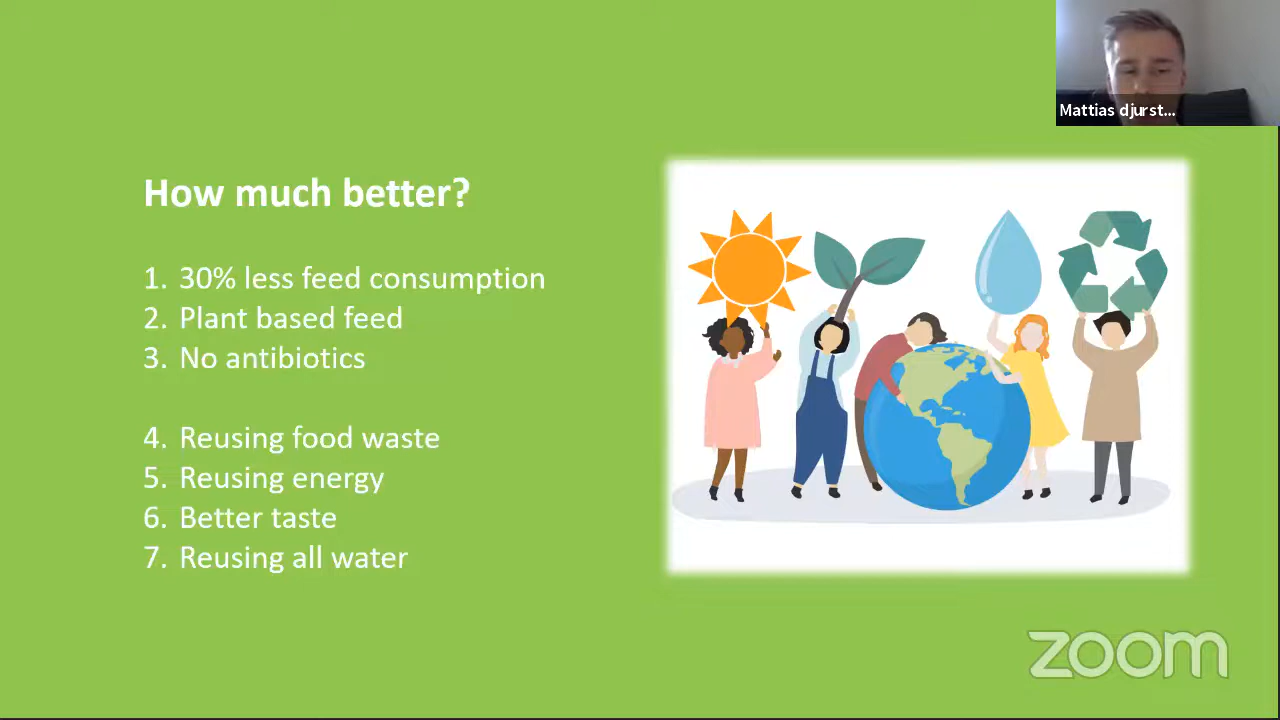 Mattias djurst...
How much better?
1. 30% less feed consumption
2. Plant based feed
3. No antibiotics
4. Reusing food waste
5. Reusing energy
6. Better taste
7. Reusing all water
zoom